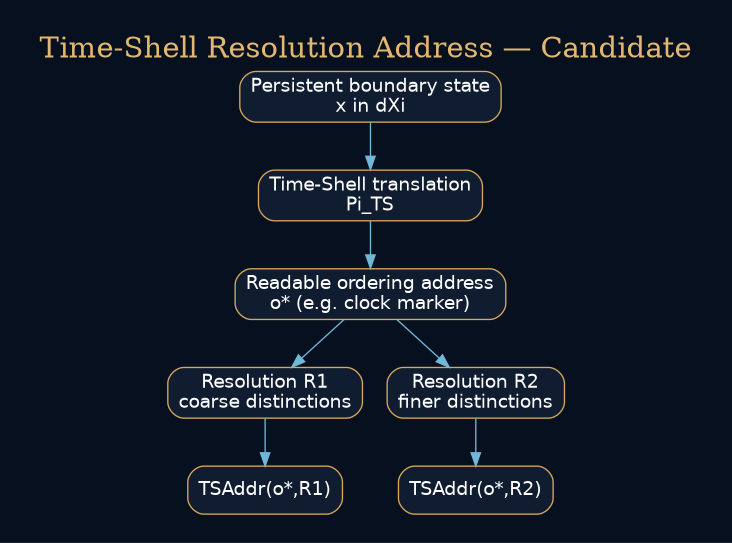 Time-Shell Resolution Address — Candidate
Persistent boundary state
x in dXi
Time-Shell translation
Pi_TS
Readable ordering address
o* (e.g. clock marker)
Resolution R1
coarse distinctions
Resolution R2
finer distinctions
TSAddr(o*,R1)
TSAddr(o*,R2)